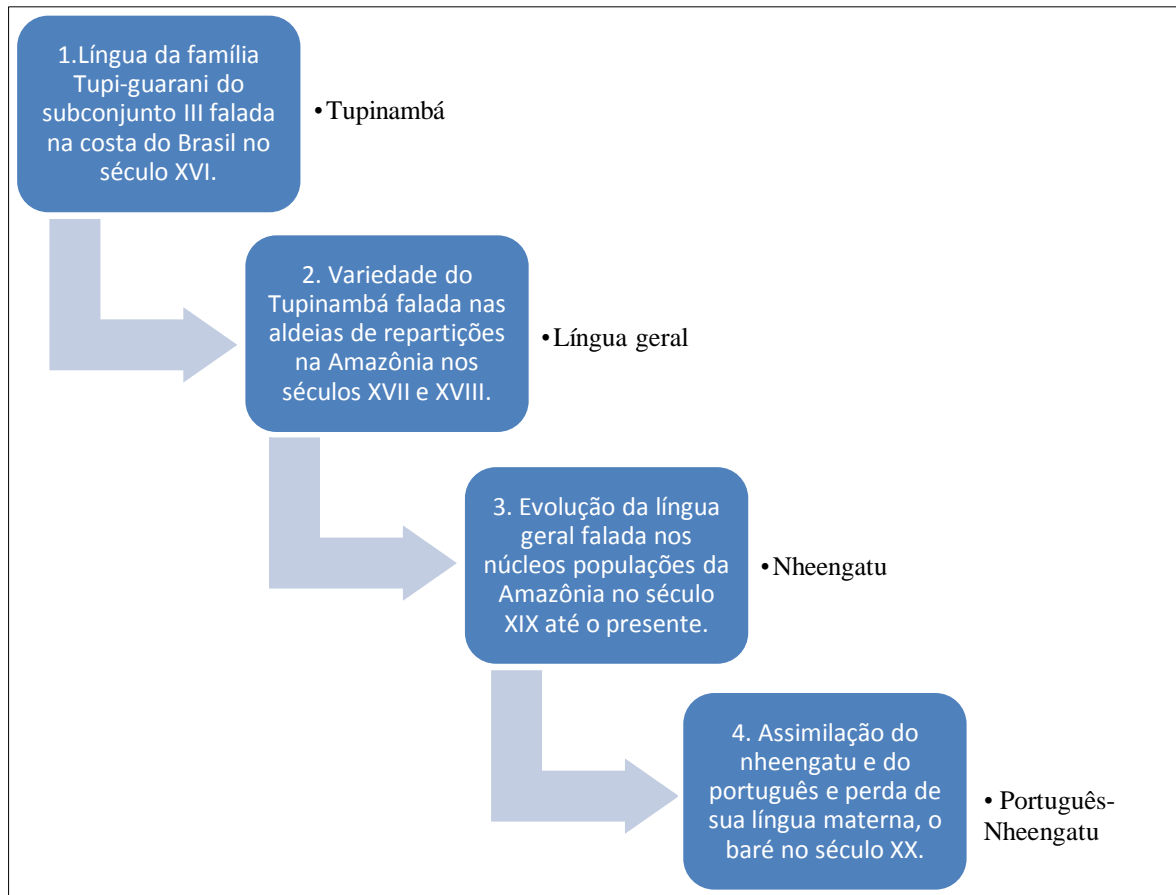 1.Língua da família
Tupi-guarani do
subconjunto III falada
na costa do Brasil no
século XVI.
•Tupinambá
2. Variedade do
Tupinambá falada nas
aldeias de repartições
na Amazônia nos
séculos XVII e XVIII.
•Língua geral
3. Evolução da língua
geral falada nos
núcleos populações da
Amazônia no século
XIX até o presente.
•Nheengatu
4. Assimilação do
nheengatu e do
português e perda de
sua língua materna, o
baré no século XX.
• Português-
Nheengatu